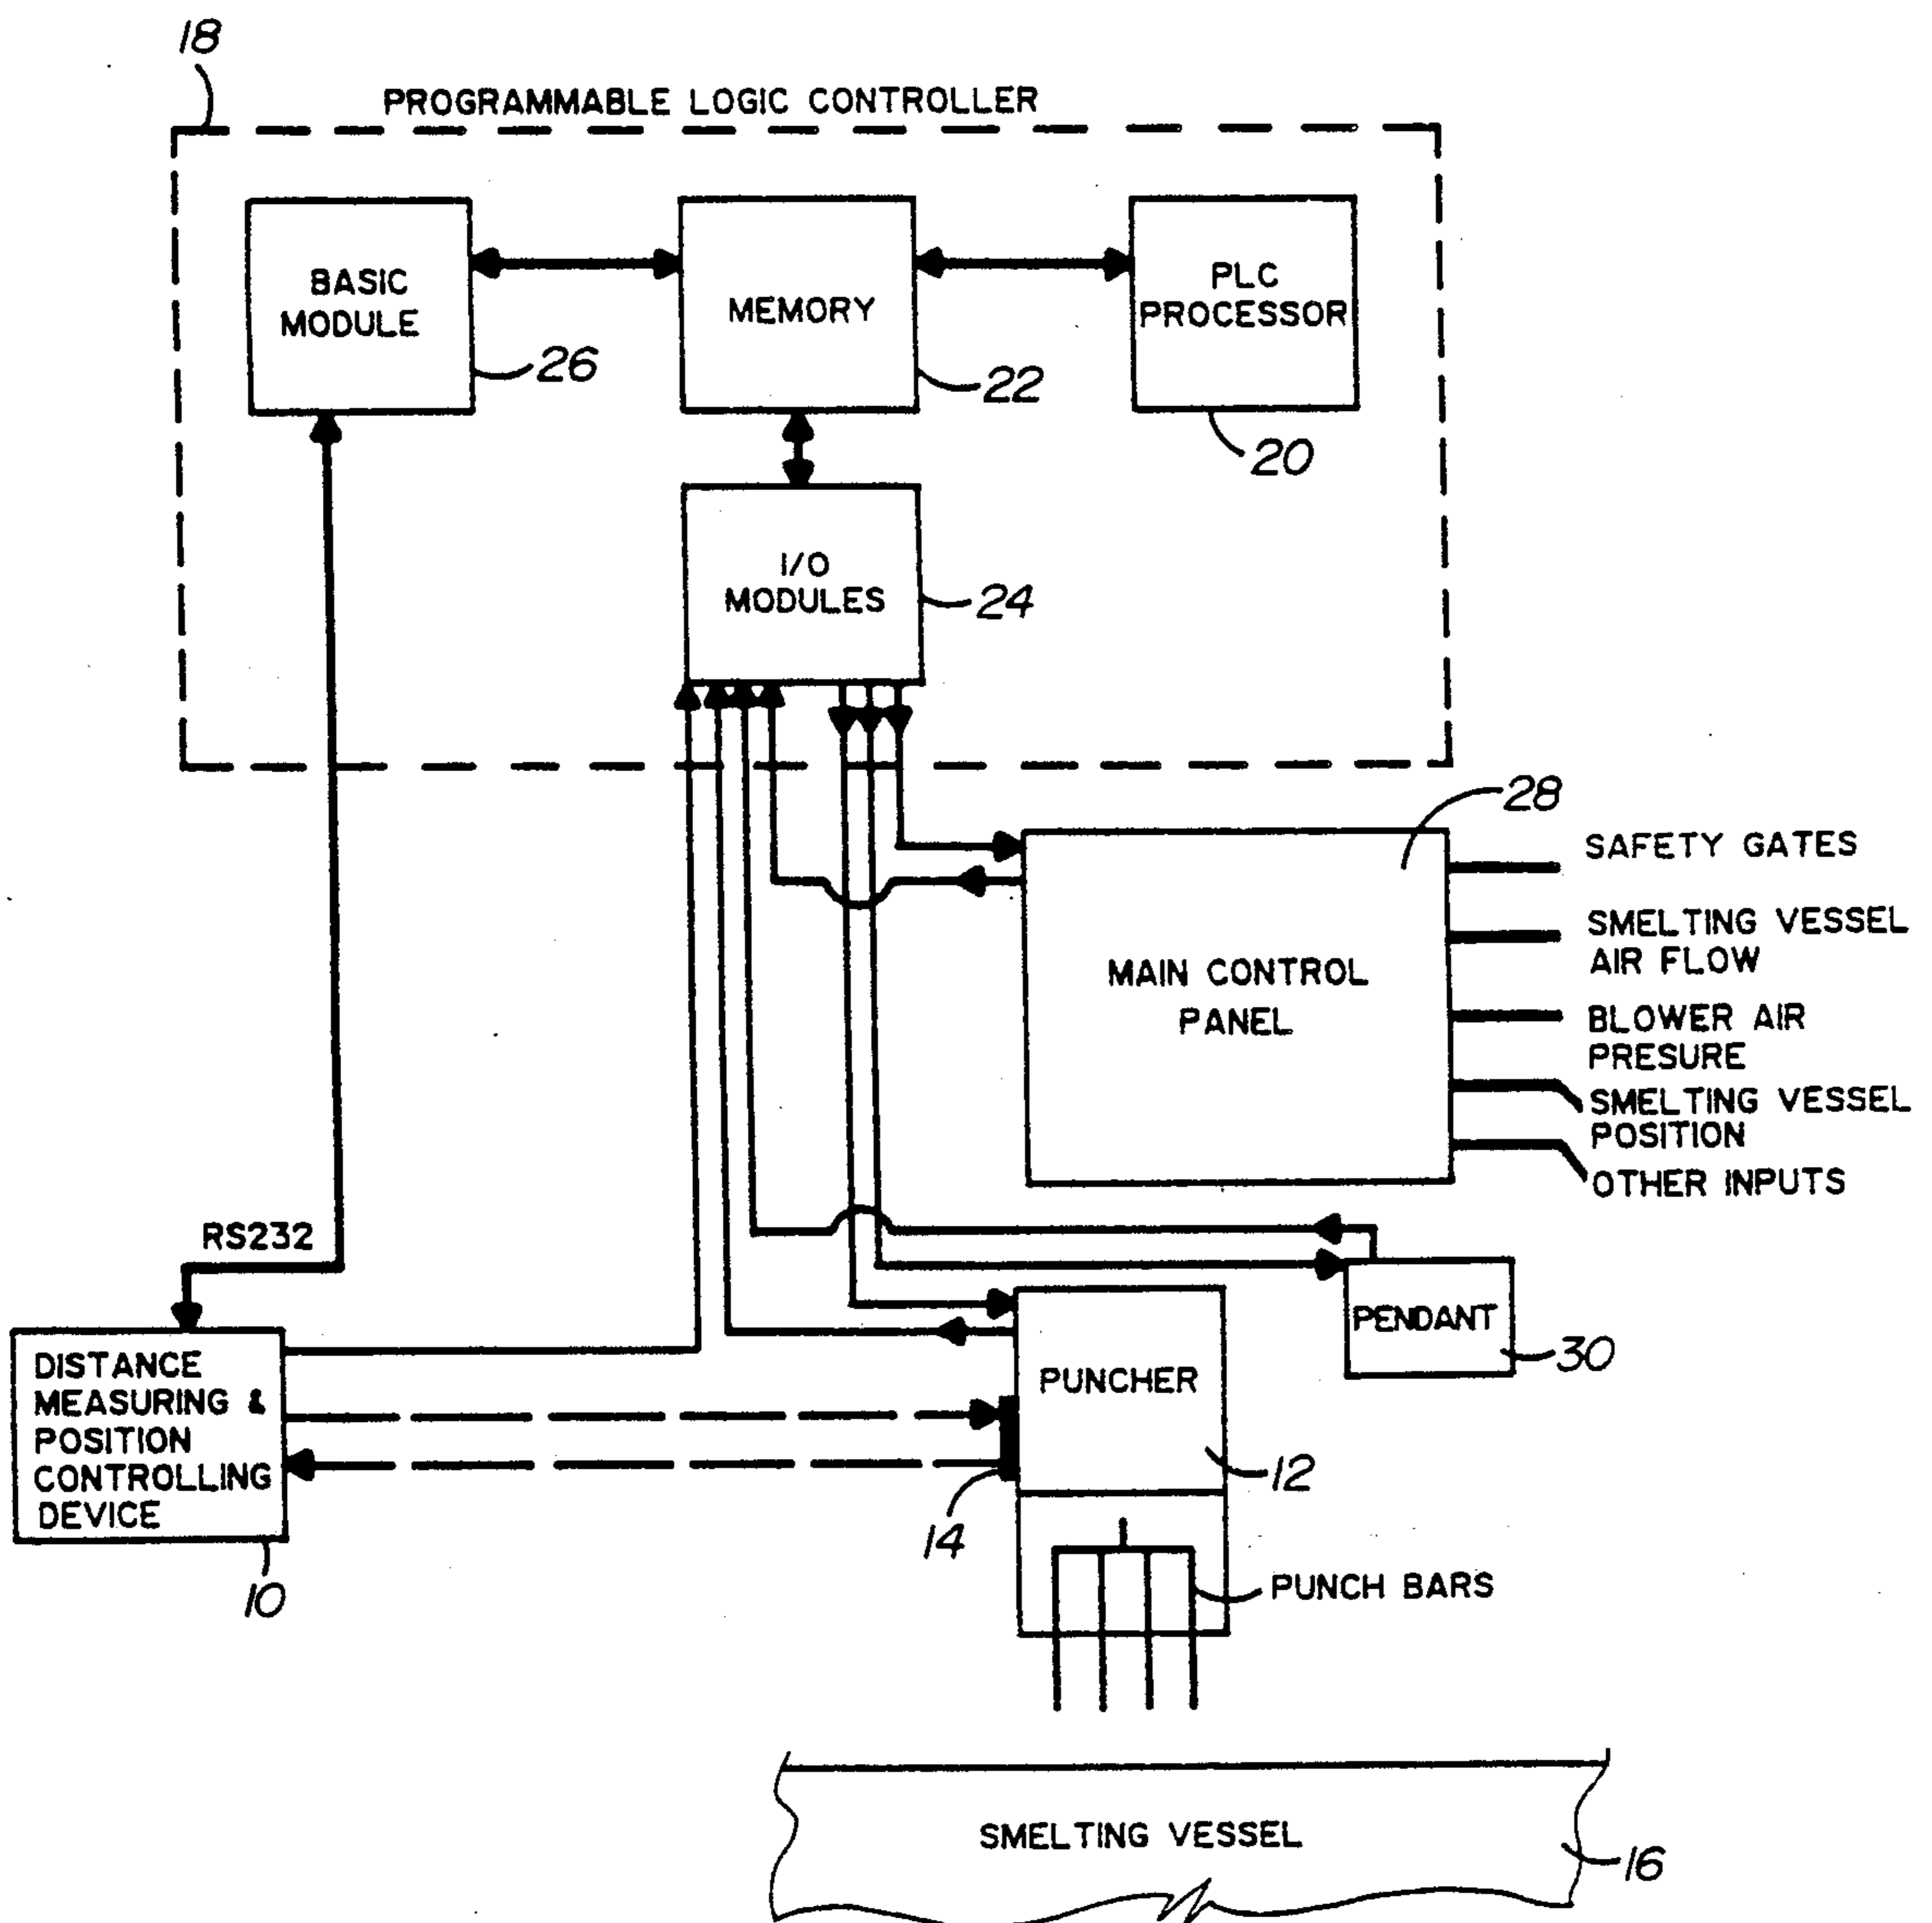 18
PROGRAMMABLE LOGIC CONTROLLER
BASIC
MODULE
26
MEMORY
22
PLC
PROCESSOR
20
I/O
MODULES
24
28
MAIN CONTROL
PANEL
SAFETY GATES
SMELTING VESSEL
AIR FLOW
BLOWER AIR
PRESURE
SMELTING VESSEL
POSITION
OTHER INPUTS
RS232
DISTANCE
MEASURING &
POSITION
CONTROLLING
DEVICE
10
PUNCHER
12
14
PENDANT
30
PUNCH BARS
SMELTING VESSEL
16